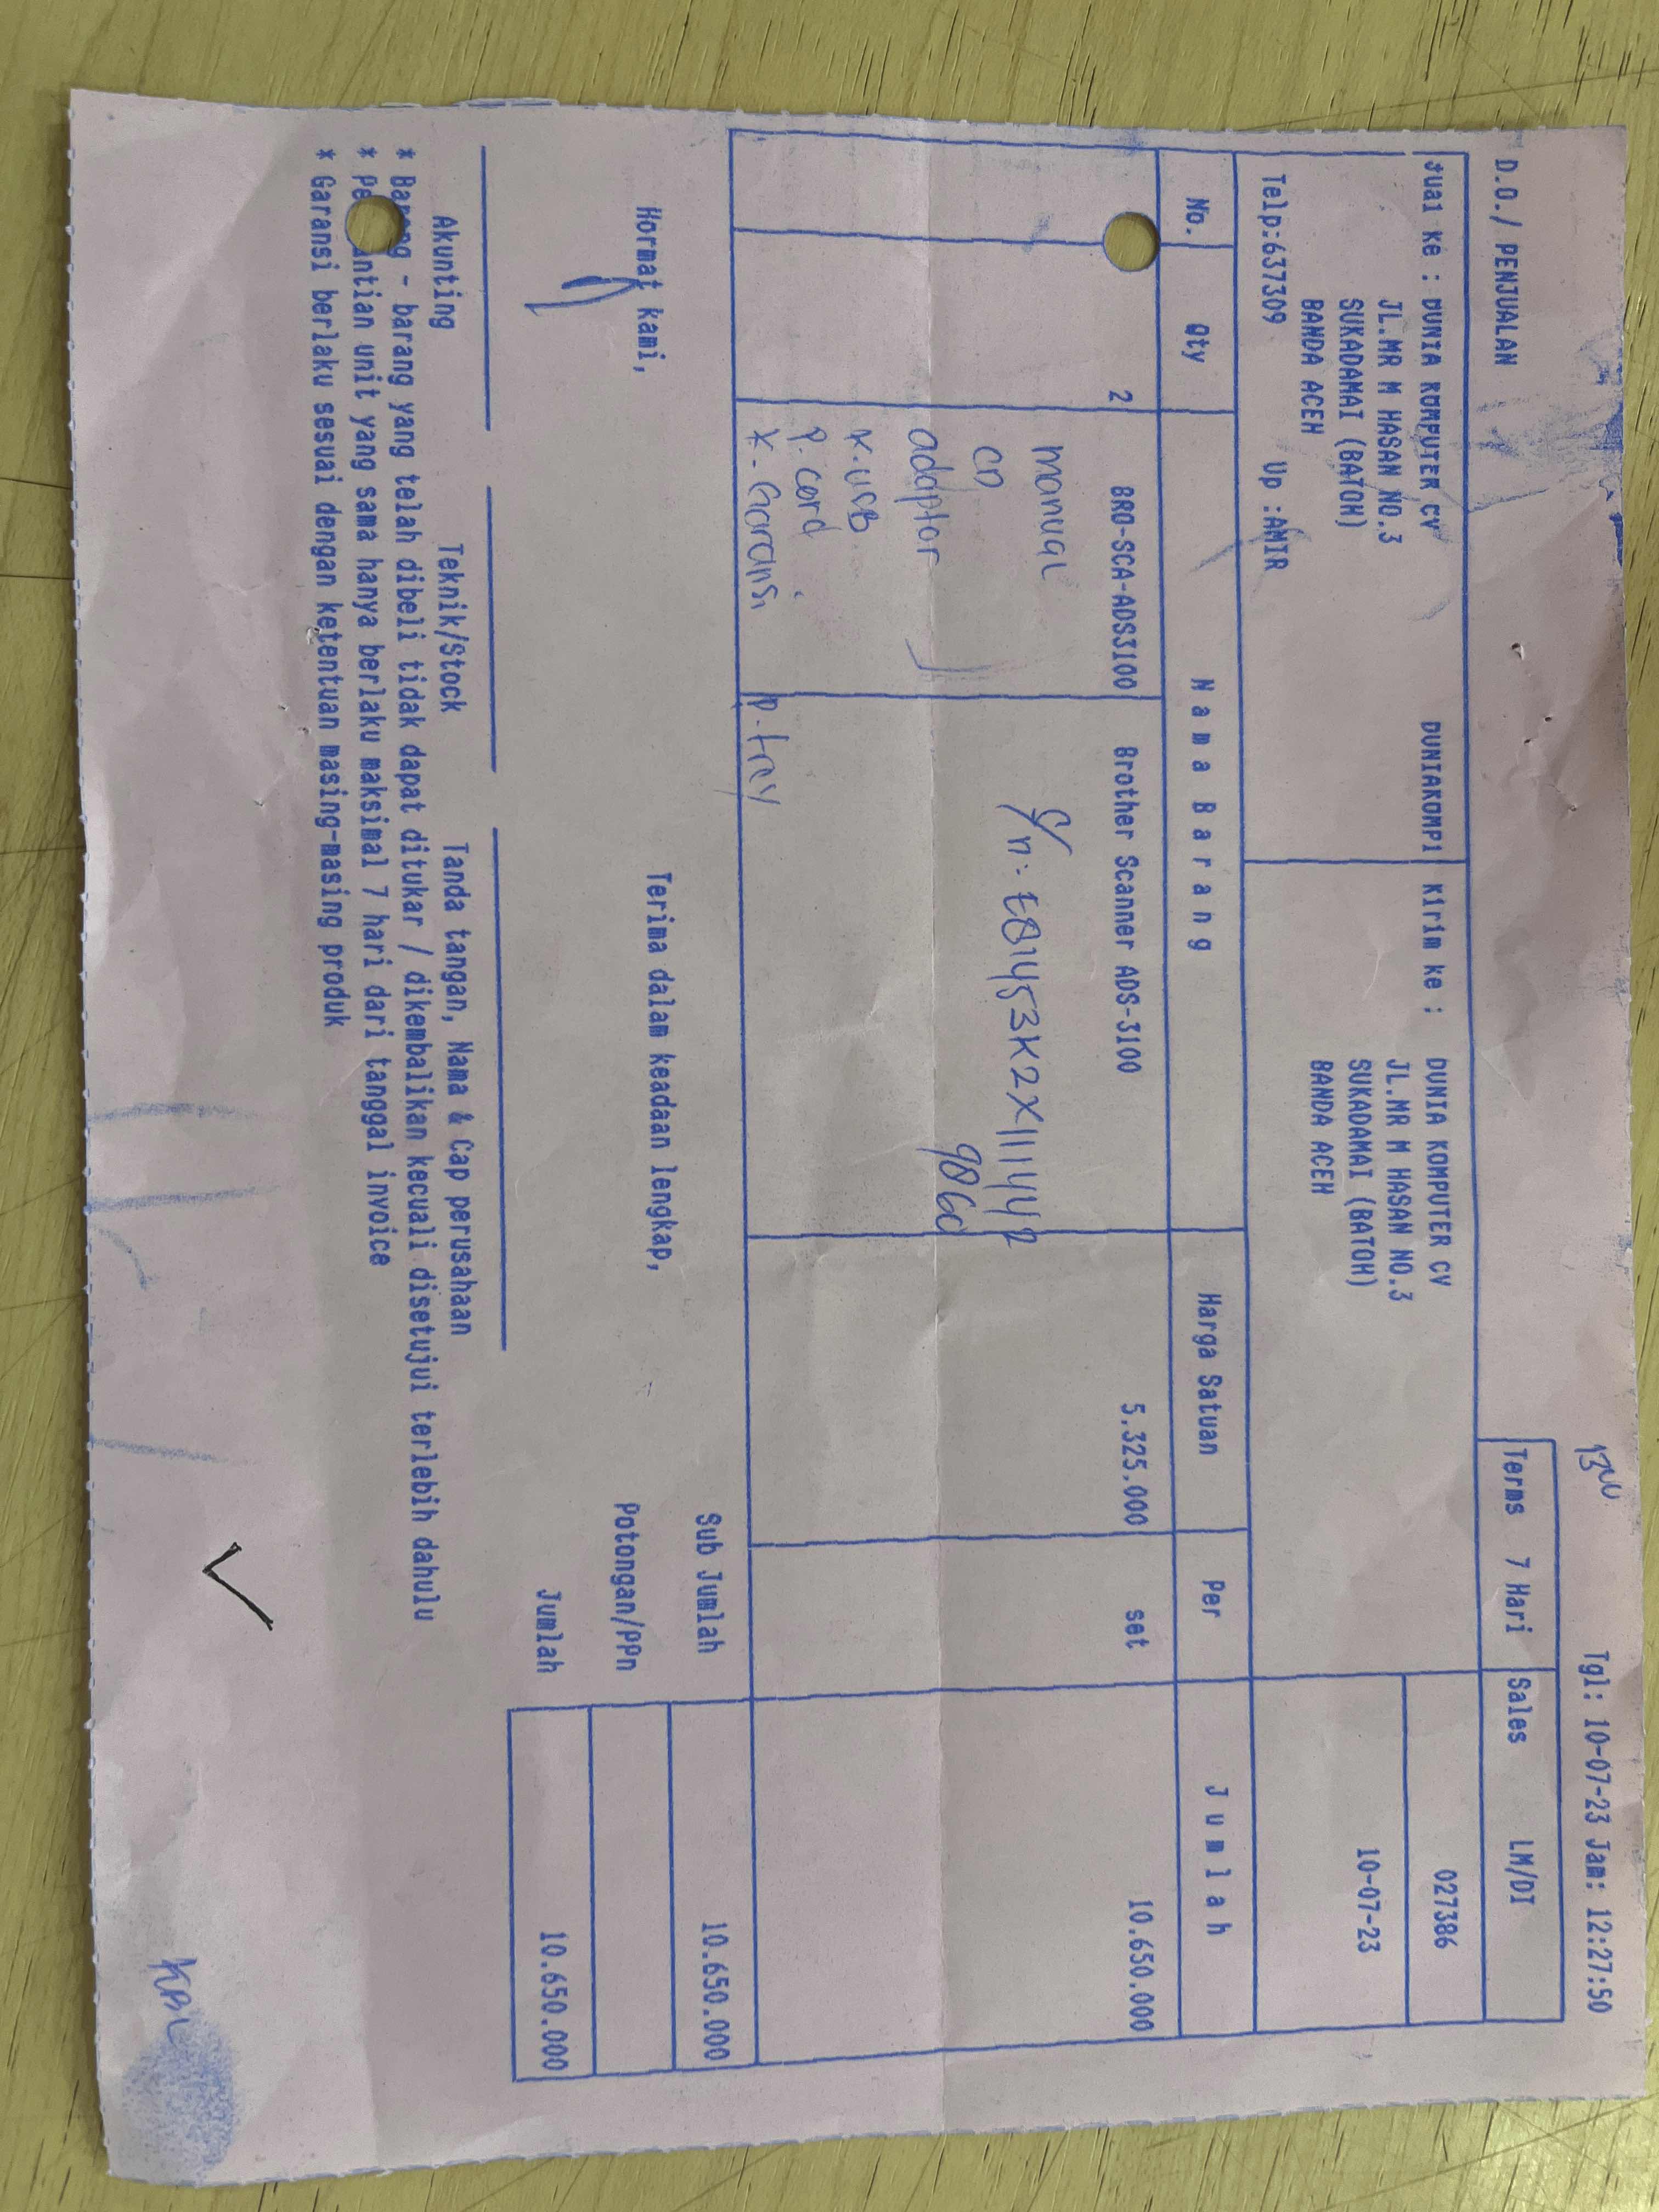 Tgl: 10-07-23 Jam: 12:27:50
D.O./ PENJUALAN
Terms 7 Hari Sales LM/DI
Jual ke : DUNIA KOMPUTER CV DUNIAKOMP1 Kirim ke : DUNIA KOMPUTER CV 027386
JL.MR M HASAN NO.3 JL.MR M HASAN NO.3
SUKADAMAI (BATOH) SUKADAMAI (BATOH) 10-07-23
BANDA ACEH BANDA ACEH
Telp:637309 Up :AMIR
No. Qty Nama Barang Harga Satuan Per Jumlah
2 BRO-SCA-ADS3100 Brother Scanner ADS-3100 5.325.000 set 10.650.000
manual
CD
adaptor
K.USB
P.Cord
K-Garansi
P-tray
Sub Jumlah 10.650.000
Hormat kami, Terima dalam keadaan lengkap,
Potongan/PPn
Jumlah 10.650.000
Akunting Teknik/Stock Tanda tangan, Nama & Cap perusahaan
* - barang yang telah dibeli tidak dapat ditukar / dikembalikan kecuali disetujui terlebih dahulu
* unit yang sama hanya berlaku maksimal 7 hari dari tanggal invoice
* Garansi berlaku sesuai dengan ketentuan masing-masing produk